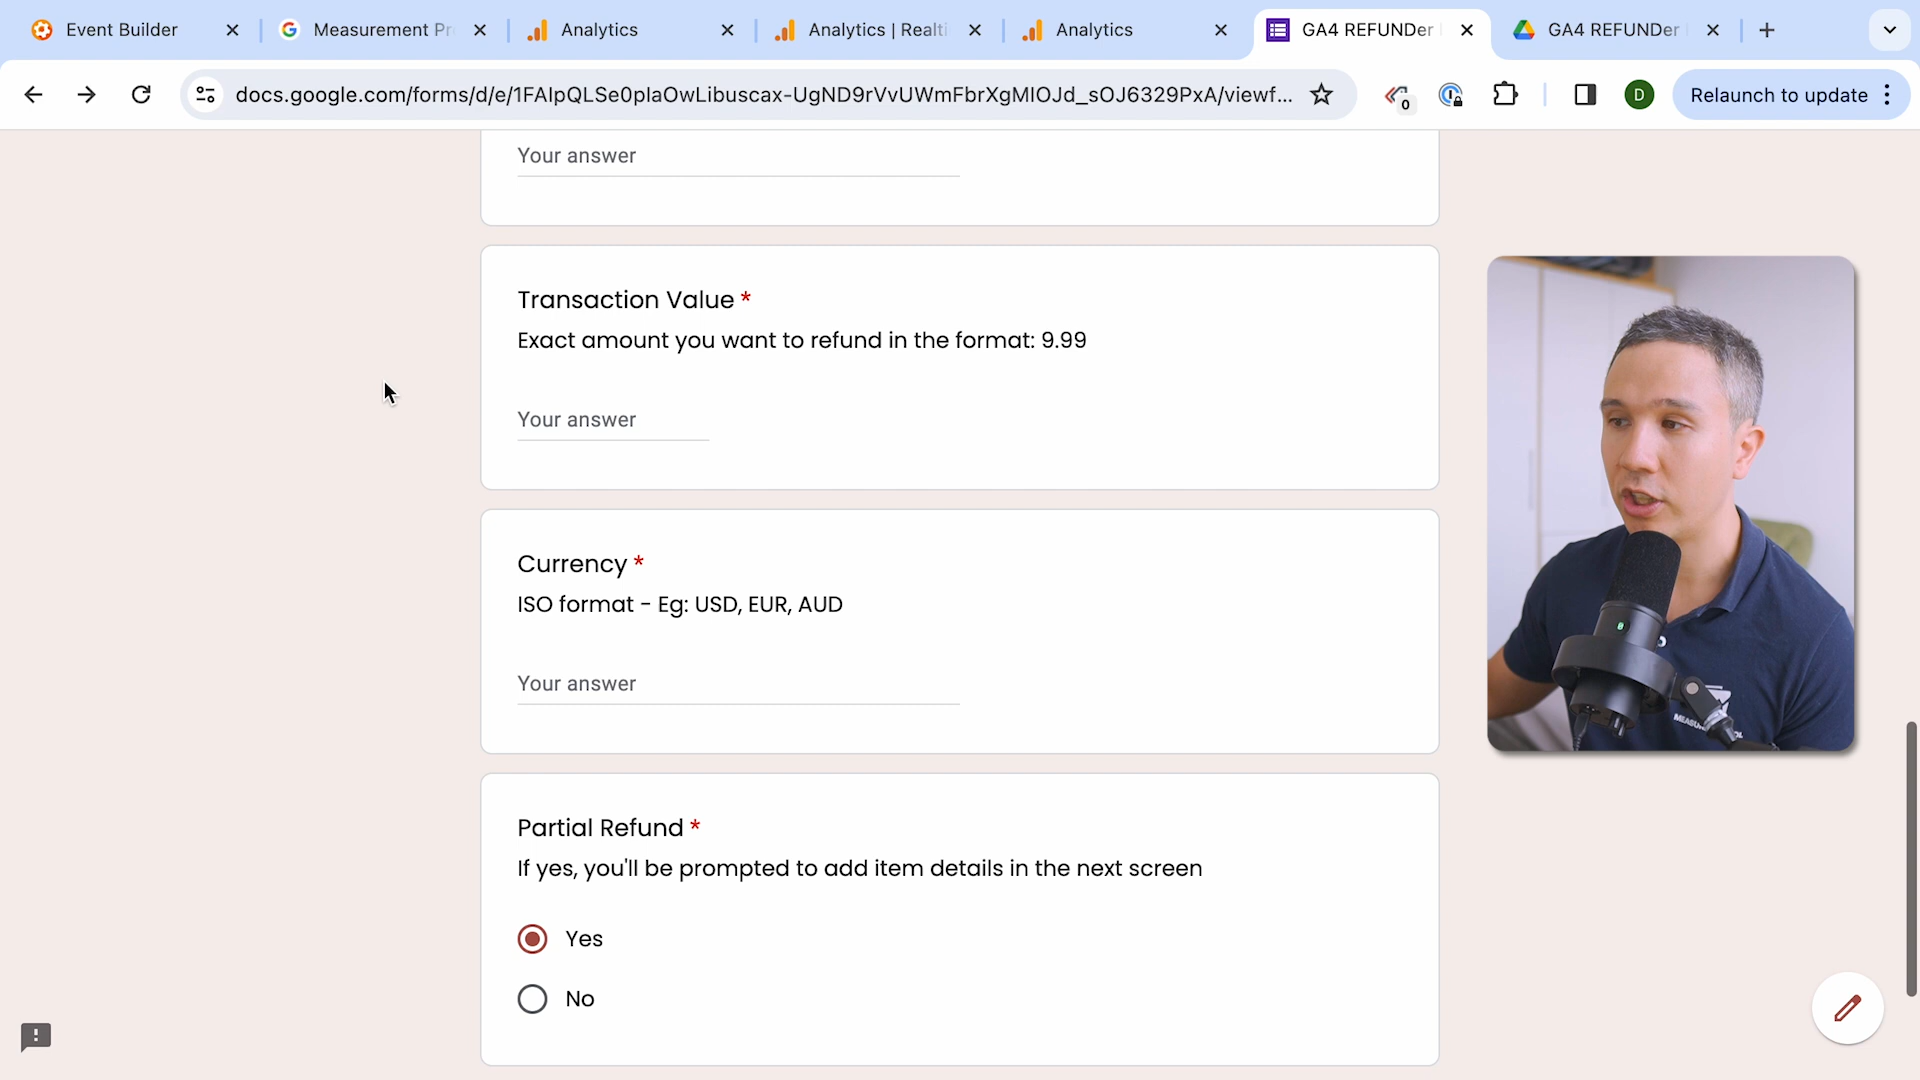 Event Builder
Measurement Pr
Analytics
Analytics | Realti
Analytics
GA4 REFUNDer
GA4 REFUNDer
docs.google.com/forms/d/e/1FAIpQLSe0plaOwLibuscax-UgND9rVvUWmFbrXgMIOJd_sOJ6329PxA/viewf...
0
D
Relaunch to update
Your answer
Transaction Value *
Exact amount you want to refund in the format: 9.99
Your answer
Currency *
ISO format - Eg: USD, EUR, AUD
Your answer
Partial Refund *
If yes, you'll be prompted to add item details in the next screen
Yes
No